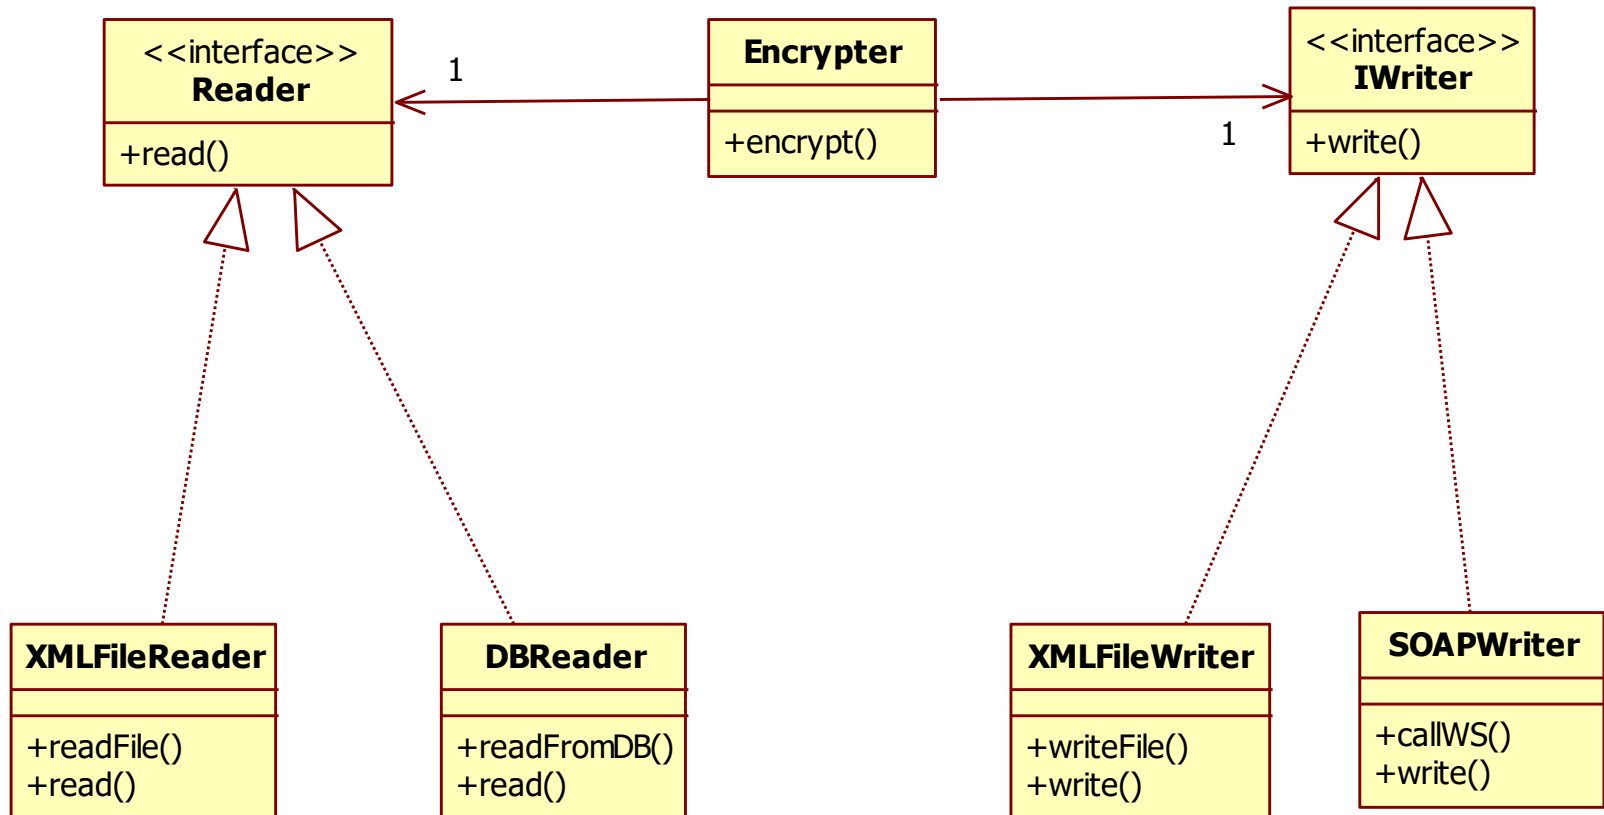 <<interface>>
Reader
+read()
1
Encrypter
+encrypt()
1
<<interface>>
IWriter
+write()
XMLFileReader
+readFile()
+read()
DBReader
+readFromDB()
+read()
XMLFileWriter
+writeFile()
+write()
SOAPWriter
+callWS()
+write()